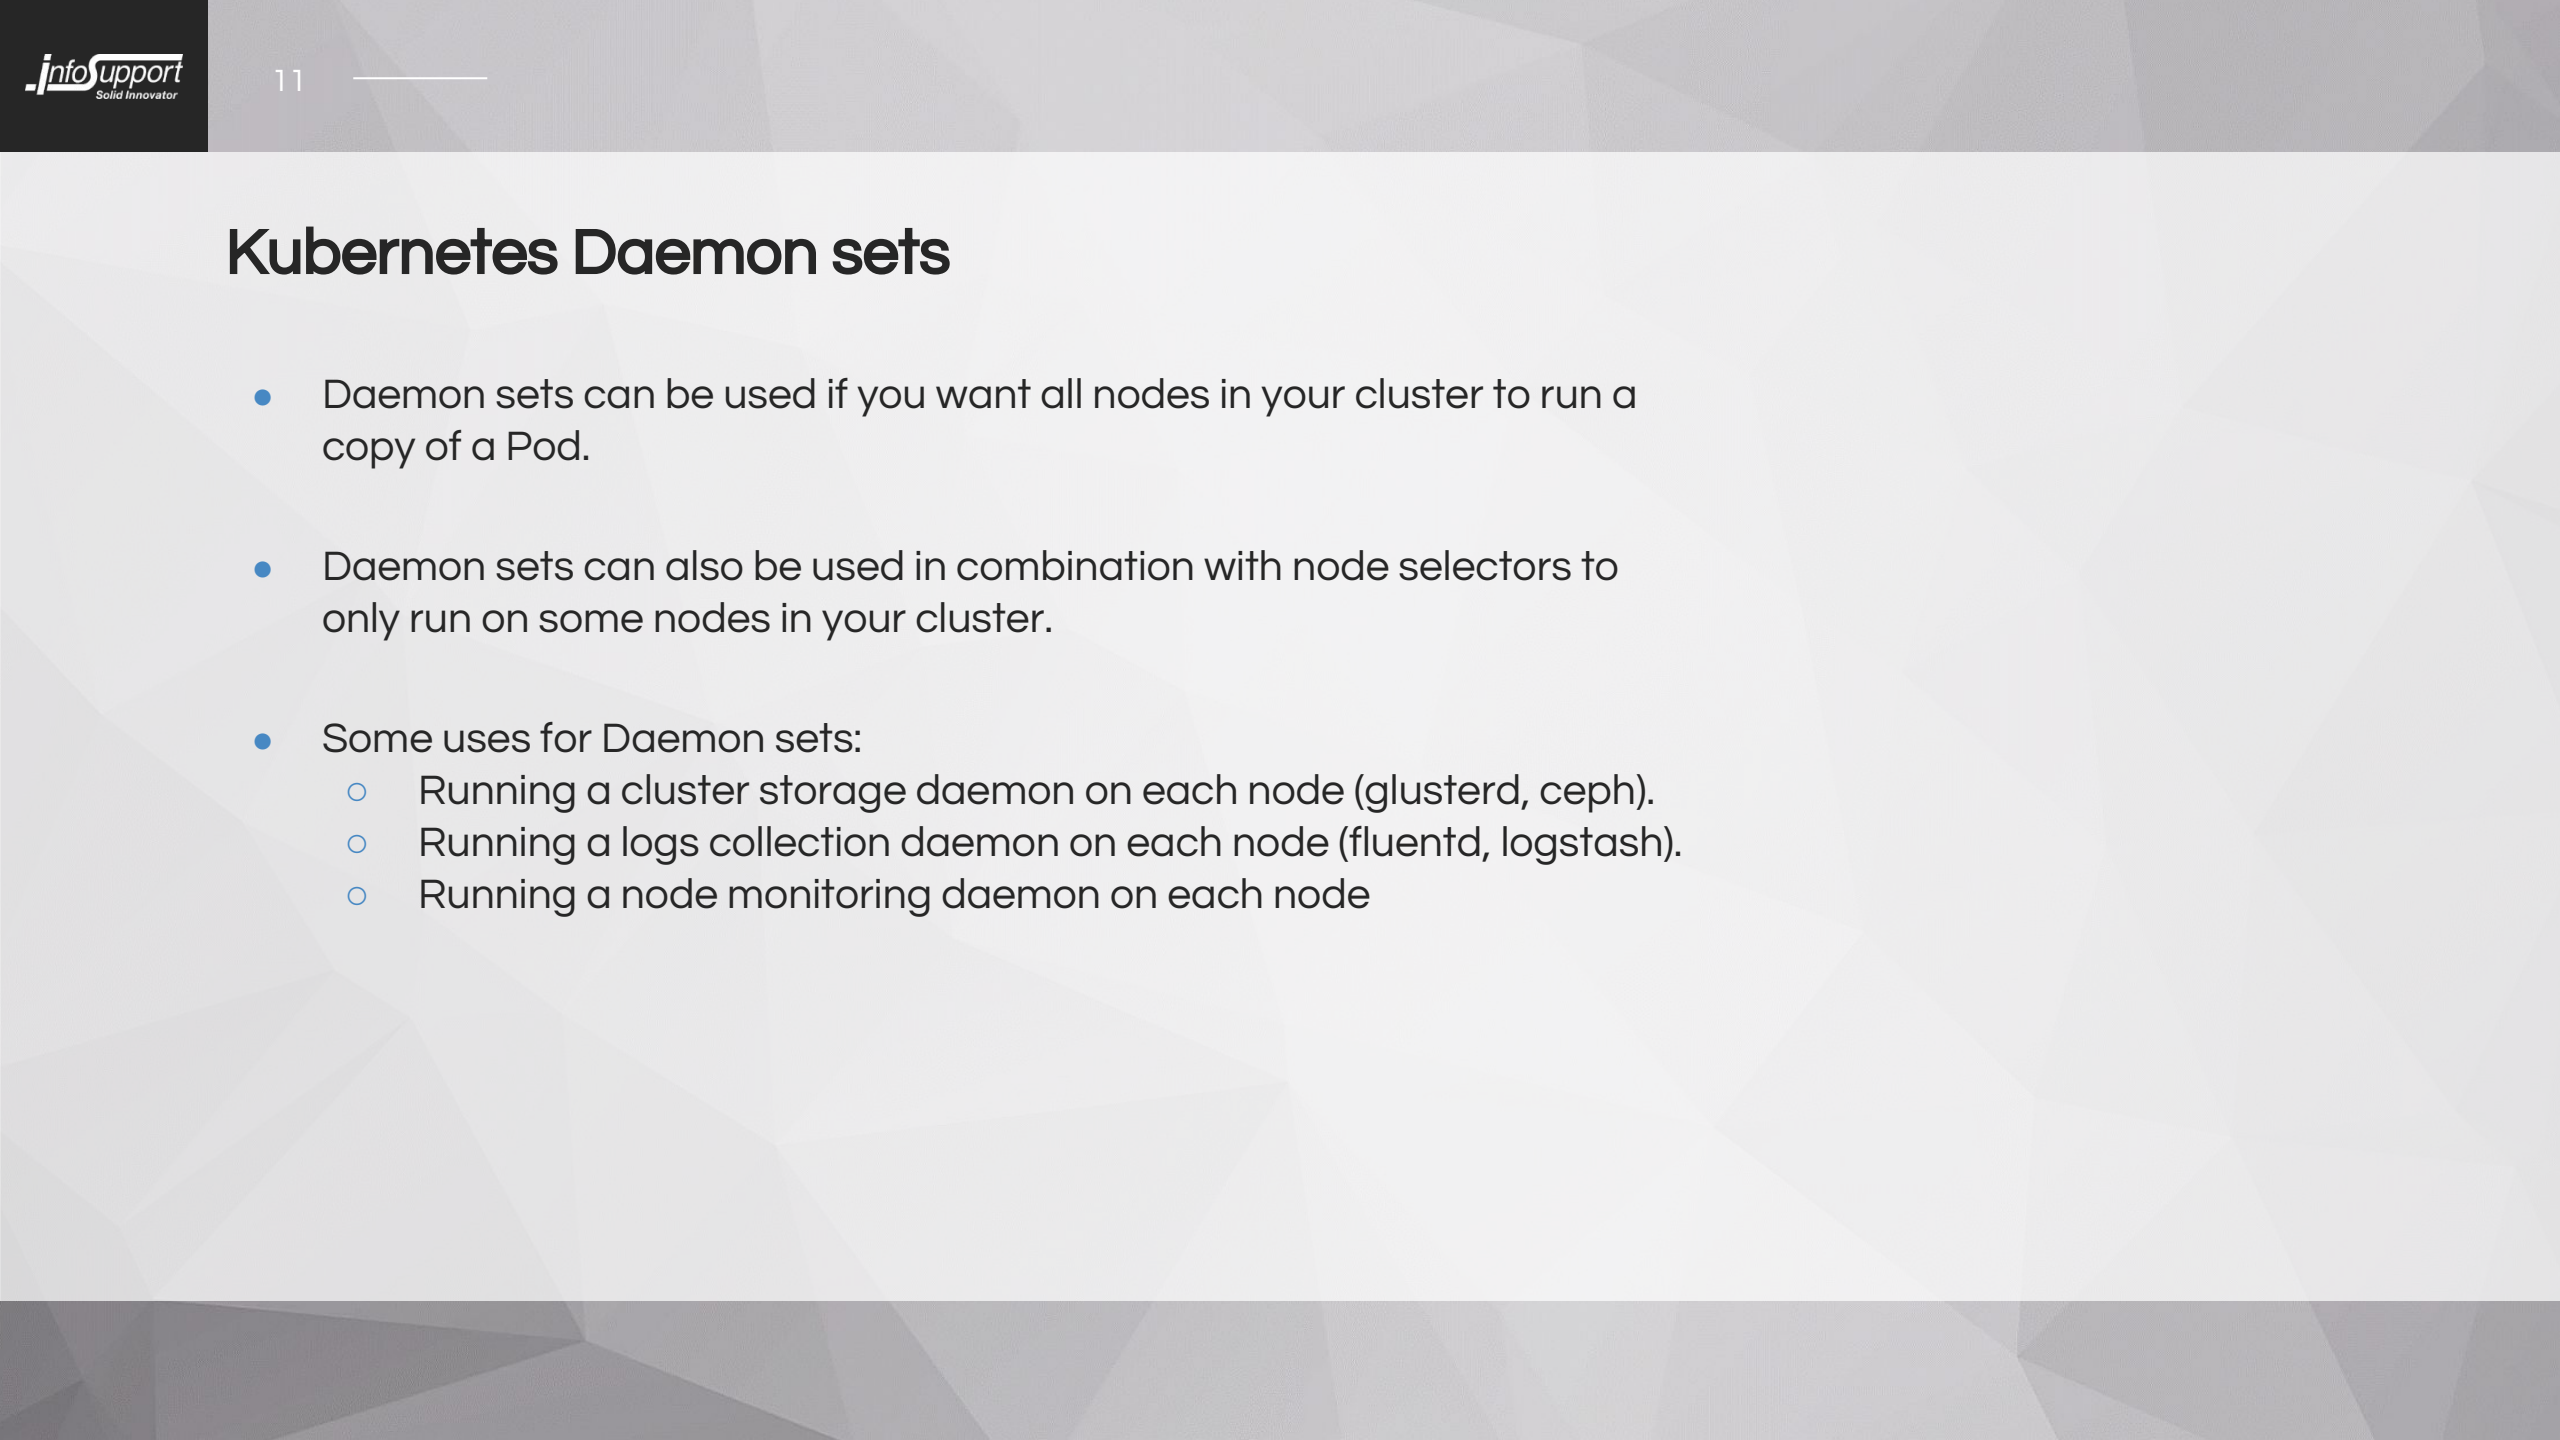 infoSupport
Solid Innovator
11
Kubernetes Daemon sets
● Daemon sets can be used if you want all nodes in your cluster to run a
copy of a Pod.
● Daemon sets can also be used in combination with node selectors to
only run on some nodes in your cluster.
● Some uses for Daemon sets:
○ Running a cluster storage daemon on each node (glusterd, ceph).
○ Running a logs collection daemon on each node (fluentd, logstash).
○ Running a node monitoring daemon on each node